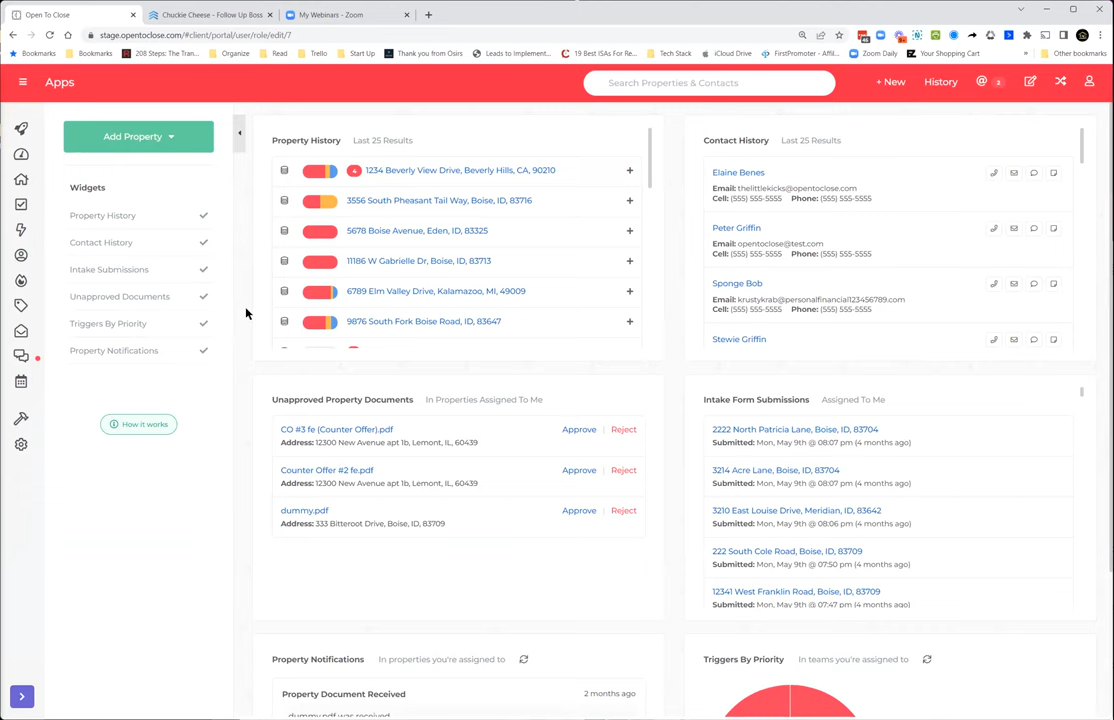 Open To Close
Chuckie Cheese - Follow Up Boss
My Webinars - Zoom
stage.opentoclose.com/#client/portal/user/role/edit/7
Bookmarks
Bookmarks
208 Steps: The Tran...
Organize
Read
Trello
Start Up
Thank you from Osirs
Leads to Implement...
19 Best ISAs For Re...
Tech Stack
iCloud Drive
FirstPromoter - Affil...
Zoom Daily
Your Shopping Cart
Other bookmarks
Apps
Search Properties & Contacts
+ New
History
2
Add Property
Widgets
Property History
Contact History
Intake Submissions
Unapproved Documents
Triggers By Priority
Property Notifications
How it works
Property History Last 25 Results
4 1234 Beverly View Drive, Beverly Hills, CA, 90210
3556 South Pheasant Tail Way, Boise, ID, 83716
5678 Boise Avenue, Eden, ID, 83325
11186 W Gabrielle Dr, Boise, ID, 83713
6789 Elm Valley Drive, Kalamazoo, MI, 49009
9876 South Fork Boise Road, ID, 83647
Contact History Last 25 Results
Elaine Benes
Email: thelittlekicks@opentoclose.com
Cell: (555) 555-5555 Phone: (555) 555-5555
Peter Griffin
Email: opentoclose@test.com
Cell: (555) 555-5555 Phone: (555) 555-5555
Sponge Bob
Email: krustykrab@personalfinancial123456789.com
Cell: (555) 555-5555 Phone: (555) 555-5555
Stewie Griffin
Unapproved Property Documents In Properties Assigned To Me
CO #3 fe (Counter Offer).pdf
Address: 12300 New Avenue apt 1b, Lemont, IL, 60439
Approve | Reject
Counter Offer #2 fe.pdf
Address: 12300 New Avenue apt 1b, Lemont, IL, 60439
Approve | Reject
dummy.pdf
Address: 333 Bitteroot Drive, Boise, ID, 83709
Approve | Reject
Intake Form Submissions Assigned To Me
2222 North Patricia Lane, Boise, ID, 83704
Submitted: Mon, May 9th @ 08:07 pm (4 months ago)
3214 Acre Lane, Boise, ID, 83704
Submitted: Mon, May 9th @ 08:07 pm (4 months ago)
3210 East Louise Drive, Meridian, ID, 83642
Submitted: Mon, May 9th @ 08:06 pm (4 months ago)
222 South Cole Road, Boise, ID, 83709
Submitted: Mon, May 9th @ 07:50 pm (4 months ago)
12341 West Franklin Road, Boise, ID, 83709
Submitted: Mon, May 9th @ 07:47 pm (4 months ago)
Property Notifications In properties you're assigned to
Property Document Received 2 months ago
dummy.pdf was received
Triggers By Priority In teams you're assigned to